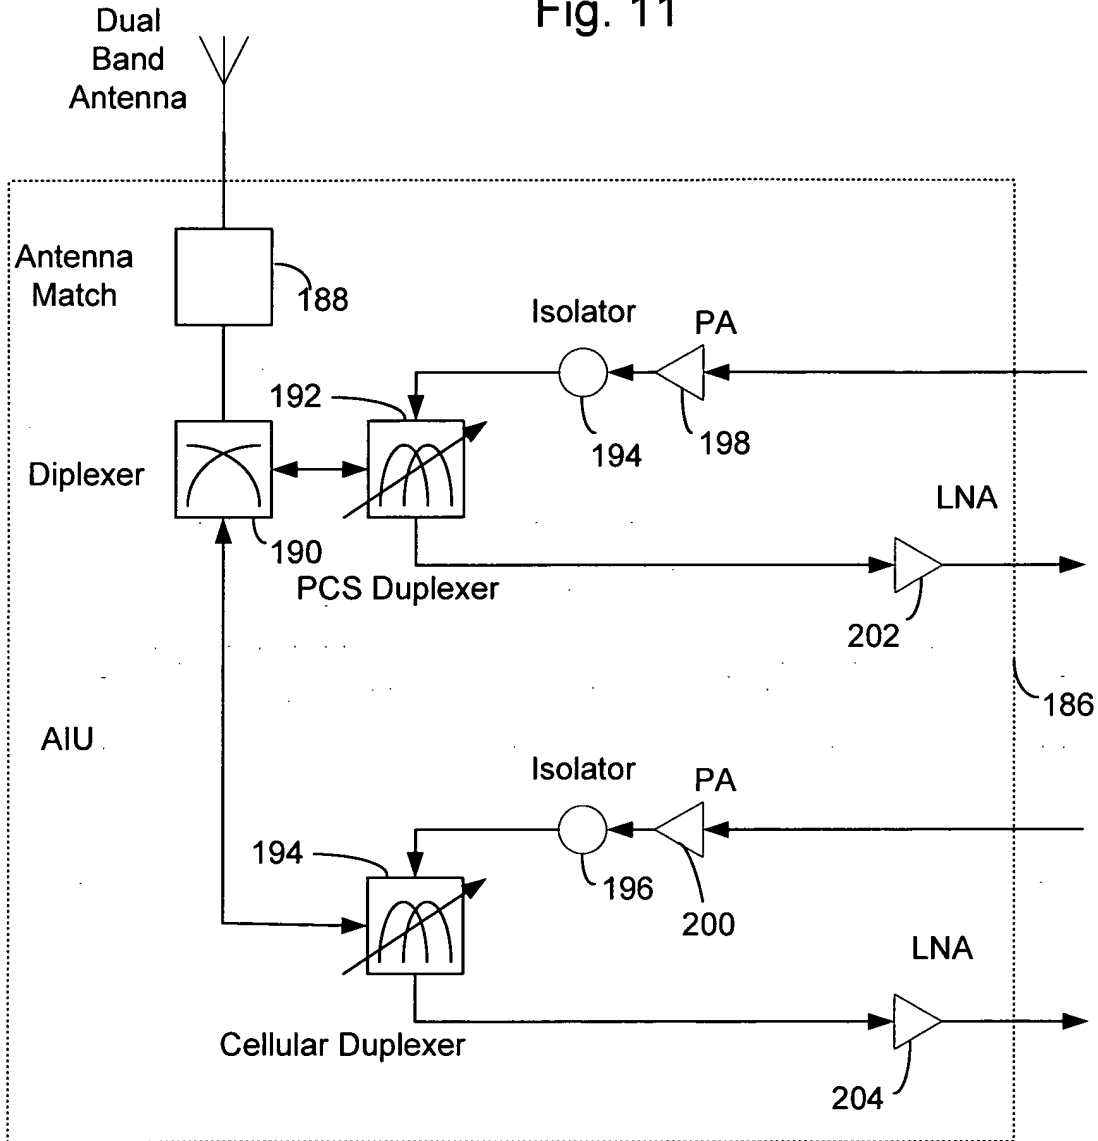 Fig. 11
Dual
Band
Antenna
Antenna
Match
188
Isolator
PA
192
194
198
Diplexer
LNA
190
PCS Duplexer
202
186
AIU
Isolator
PA
194
196
200
LNA
Cellular Duplexer
204